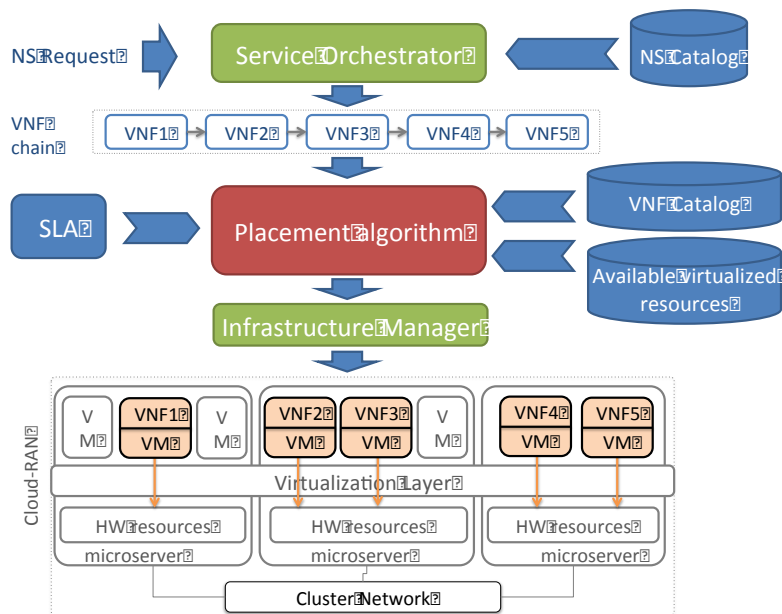 NS Request
Service Orchestrator
NS Catalog
VNF
chain
VNF1
VNF2
VNF3
VNF4
VNF5
SLA
Placement algorithm
VNF Catalog
Available virtualized
resources
Infrastructure Manager
Cloud-RAN
V
M
VNF1
VM
V
M
VNF2
VM
VNF3
VM
V
M
VNF4
VM
VNF5
VM
Virtualization Layer
HW resources
HW resources
HW resources
microserver
microserver
microserver
Cluster Network